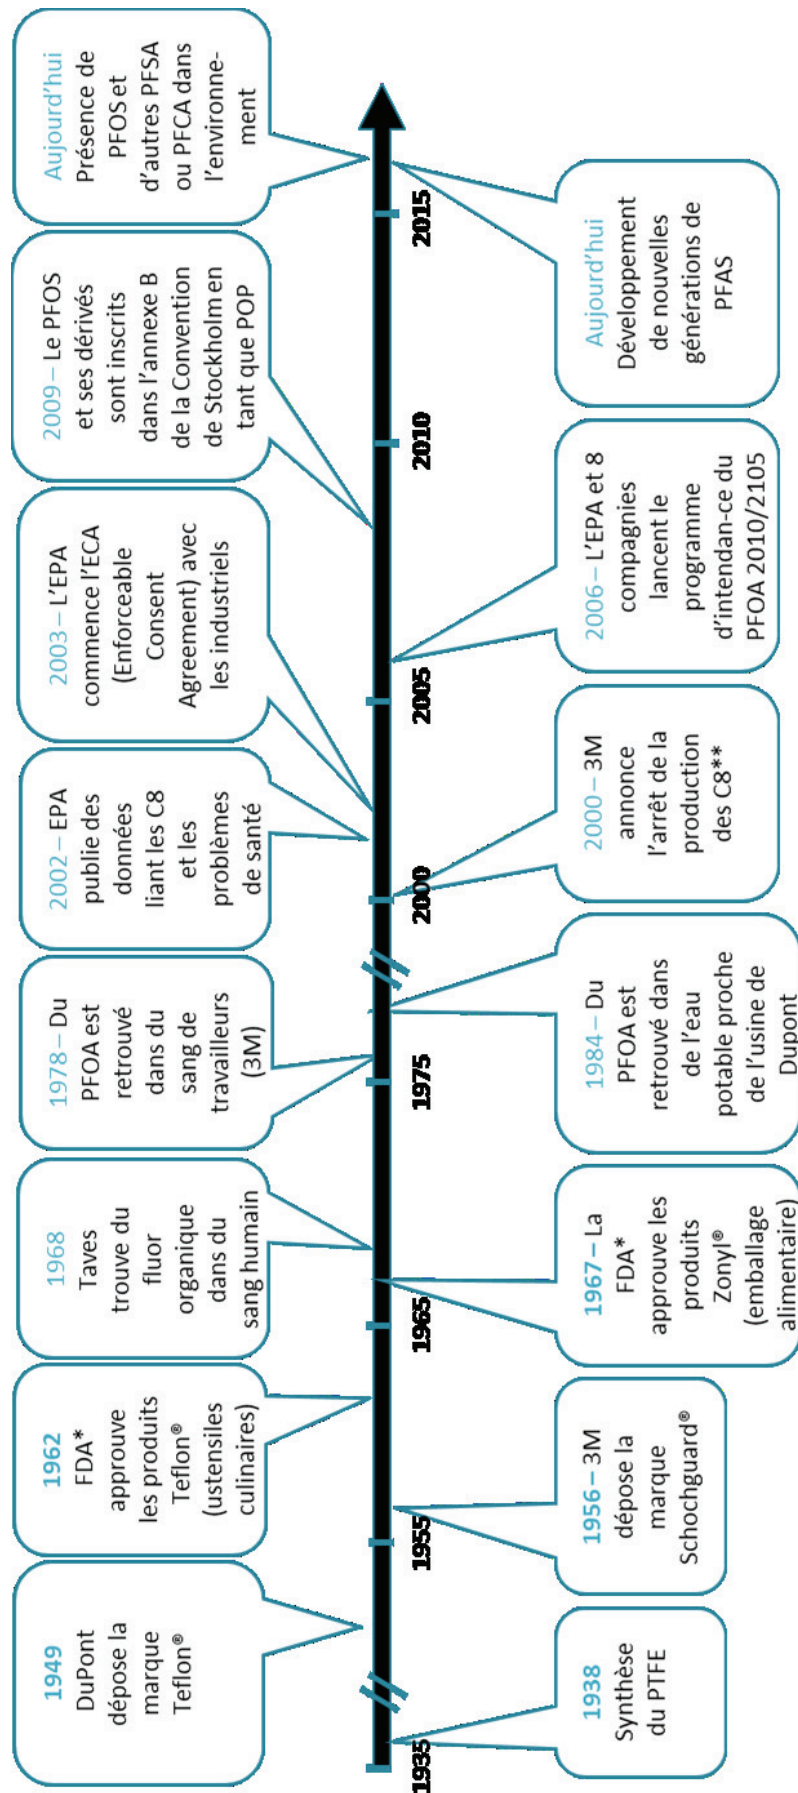 1949
DuPont
dépose la
marque
Teflon®
1962
FDA*
approuve
les produits
Teflon®
(ustensiles
culinaires)
1968
Taves
trouve du
fluor
organique
dans du
sang humain
1978 – Du
PFOA est
retrouvé
dans du
sang de
travailleurs
(3M)
2002 – EPA
publie des
données
liant les C8
et les
problèmes
de santé
2003 – L'EPA
commence l'ECA
(Enforceable
Consent
Agreement) avec
les industriels
2009 – Le PFOS
et ses dérivés
sont inscrits
dans l'annexe B
de la Convention
de Stockholm en
tant que POP
Aujourd'hui
Présence de
PFOS et
d'autres PFSA
ou PFCA dans
l'environne-
ment
1935
1955
1965
1975
2000
2005
2010
2015
1938
Synthèse
du PTFE
1956 – 3M
dépose la
marque
Schochguard®
1967 – La
FDA*
approuve les
produits
Zonyl®
(emballage
alimentaire)
1984 – Du
PFOA est
retrouvé dans
de l'eau
potable proche
de l'usine de
Dupont
2000 – 3M
annonce
l'arrêt de la
production
des C8**
2006 – L'EPA et 8
compagnies
lancent le
programme
d'intendan-ce du
PFOA 2010/2105
Aujourd'hui
Développement
de nouvelles
générations de
PFAS